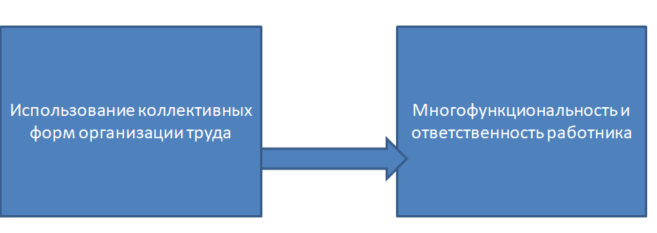 Использование коллективных
форм организации труда
Многофункциональность и
ответственность работника